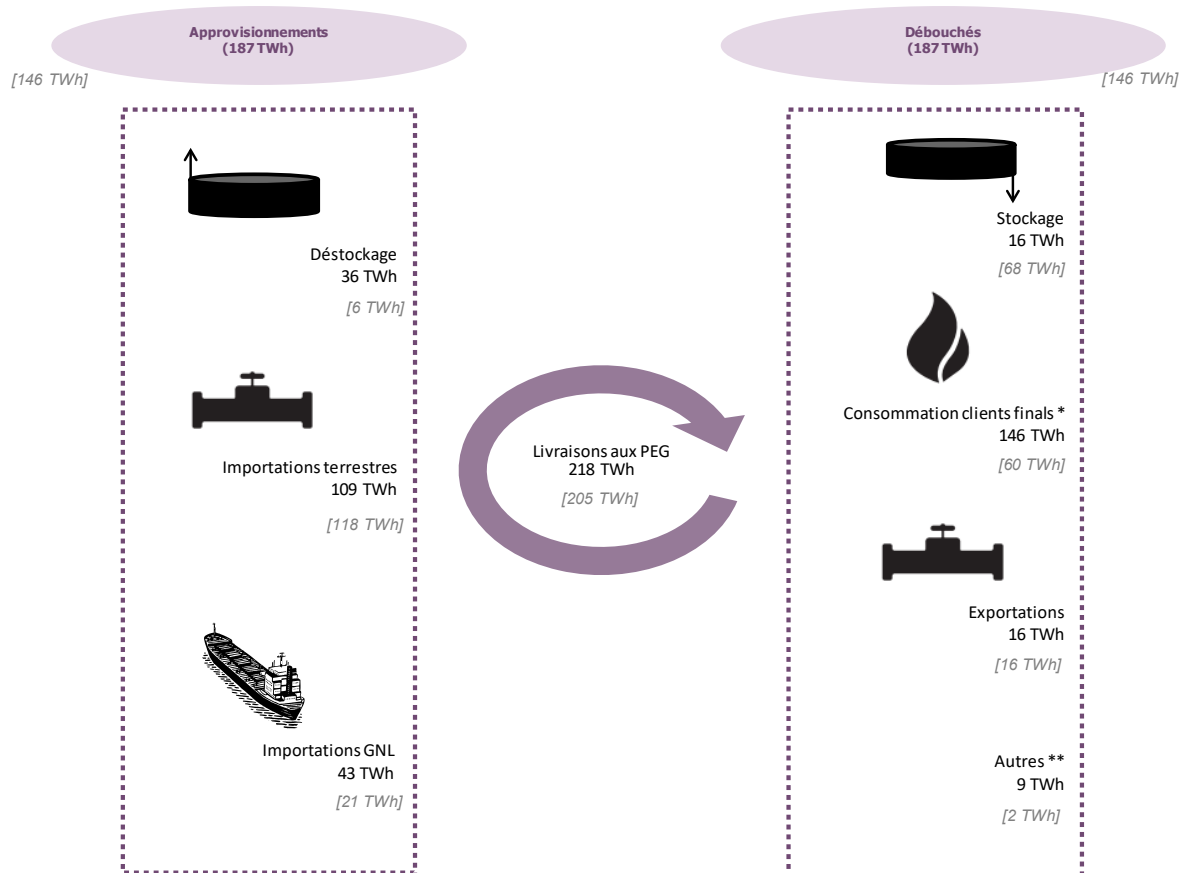 Approvisionnements
(187 TWh)
[146 TWh]
Déstockage
36 TWh
[6 TWh]
Importations terrestres
109 TWh
[118 TWh]
Importations GNL
43 TWh
[21 TWh]
Livraisons aux PEG
218 TWh
[205 TWh]
Débouchés
(187 TWh)
[146 TWh]
Stockage
16 TWh
[68 TWh]
Consommation clients finals *
146 TWh
[60 TWh]
Exportations
16 TWh
[16 TWh]
Autres **
9 TWh
[2 TWh]